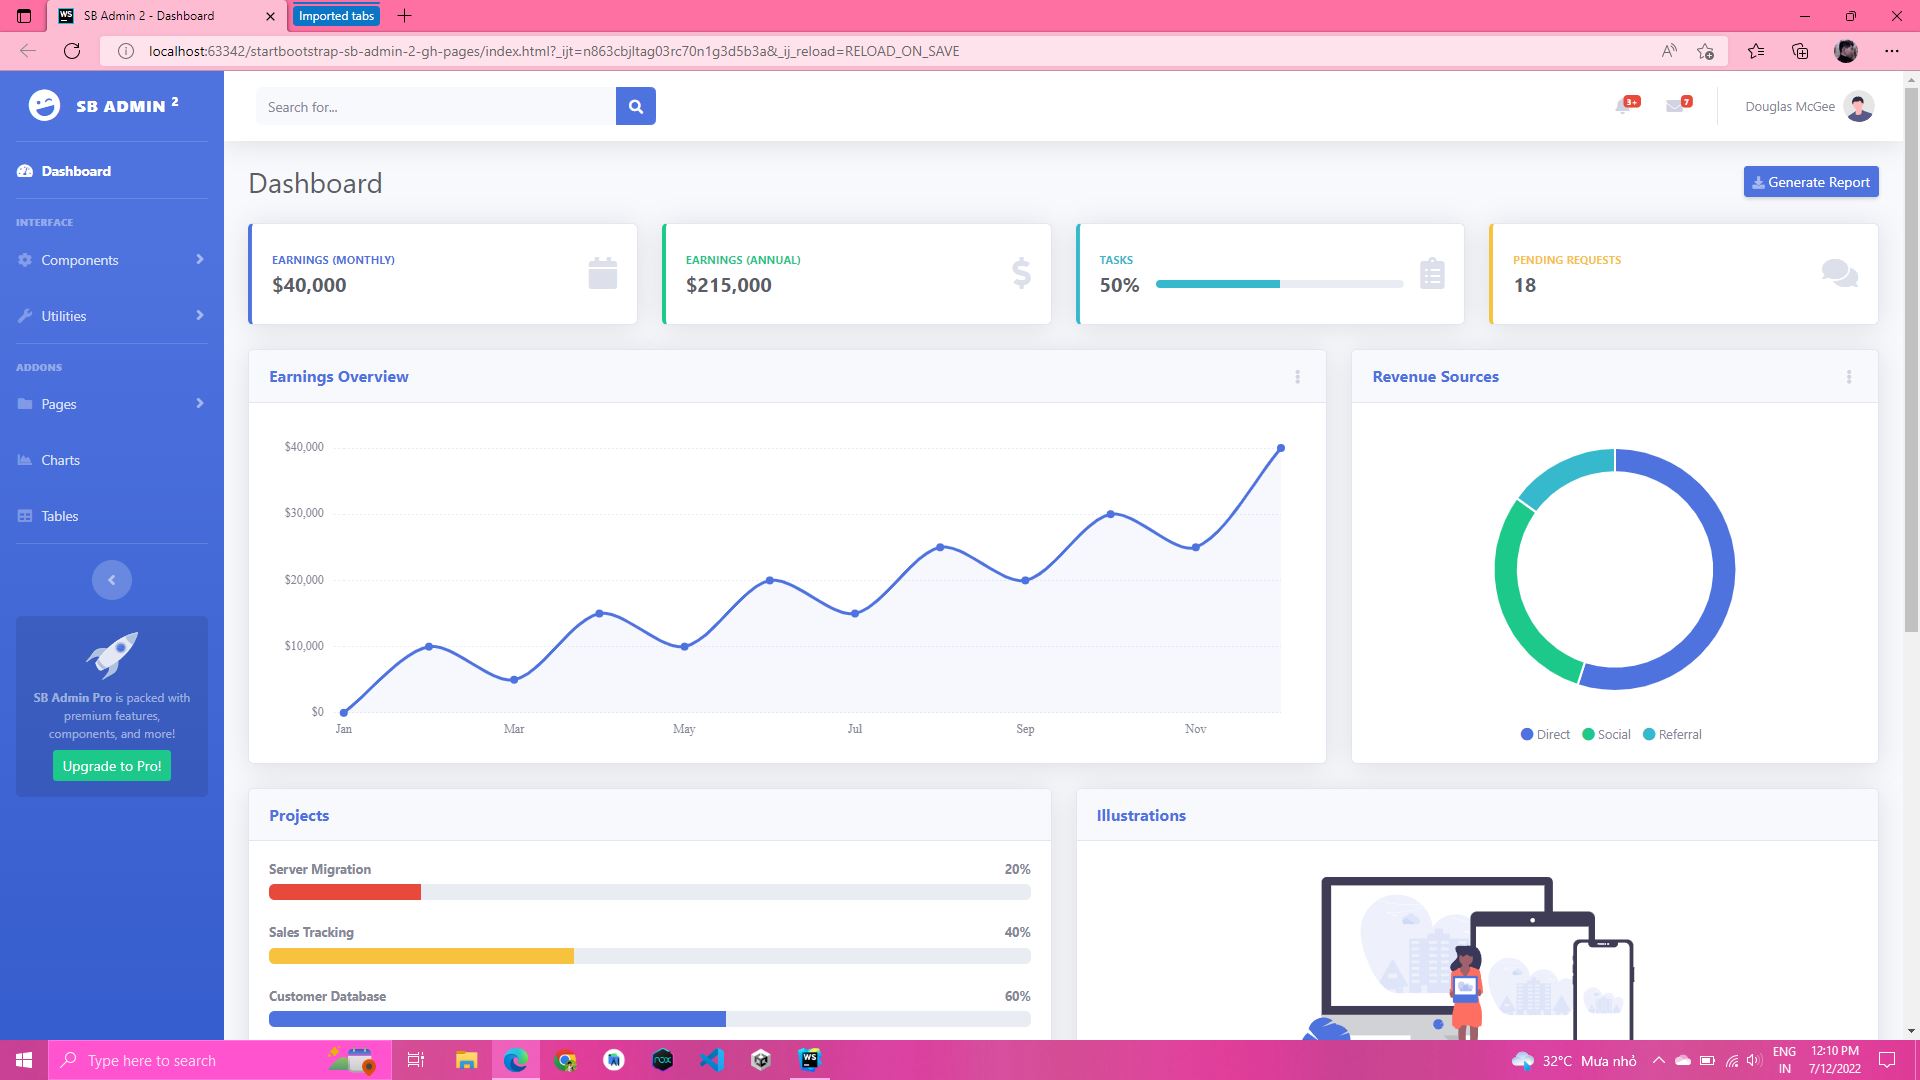 SB Admin 2 - Dashboard
Imported tabs
localhost:63342/startbootstrap-sb-admin-2-gh-pages/index.html?_ijt=n863cbjltag03rc70n1g3d5b3a&_ij_reload=RELOAD_ON_SAVE
SB ADMIN 2
Search for...
3+
7
Douglas McGee
Dashboard
INTERFACE
Components
Utilities
ADDONS
Pages
Charts
Tables
SB Admin Pro is packed with
premium features,
components, and more!
Upgrade to Pro!
Dashboard
Generate Report
EARNINGS (MONTHLY)
$40,000
EARNINGS (ANNUAL)
$215,000
TASKS
50%
PENDING REQUESTS
18
Earnings Overview
$40,000
$30,000
$20,000
$10,000
$0
Jan Mar May Jul Sep Nov
Revenue Sources
Direct Social Referral
Projects
Server Migration 20%
Sales Tracking 40%
Customer Database 60%
Illustrations
Type here to search
WS
32°C Mưa nhỏ
ENG
IN
12:10 PM
7/12/2022